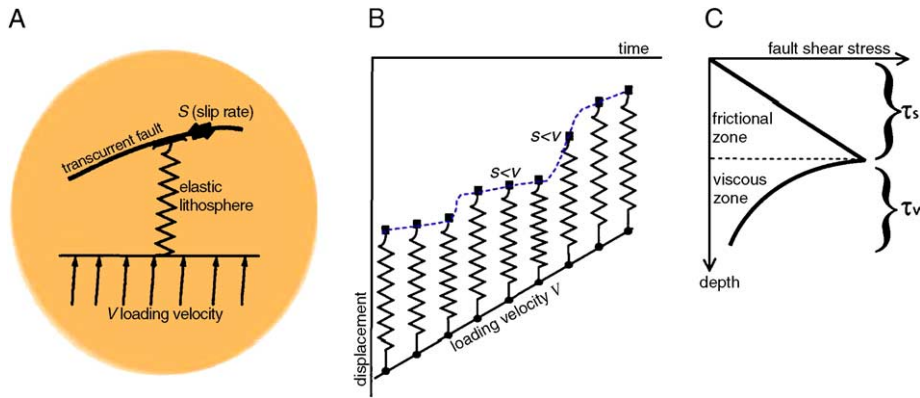 A
S (slip rate)
transcurrent fault
elastic
lithosphere
V loading velocity
B
time
s<v
s<v
displacement
loading velocity V
C
fault shear stress
frictional
zone
viscous
zone
τs
τv
depth